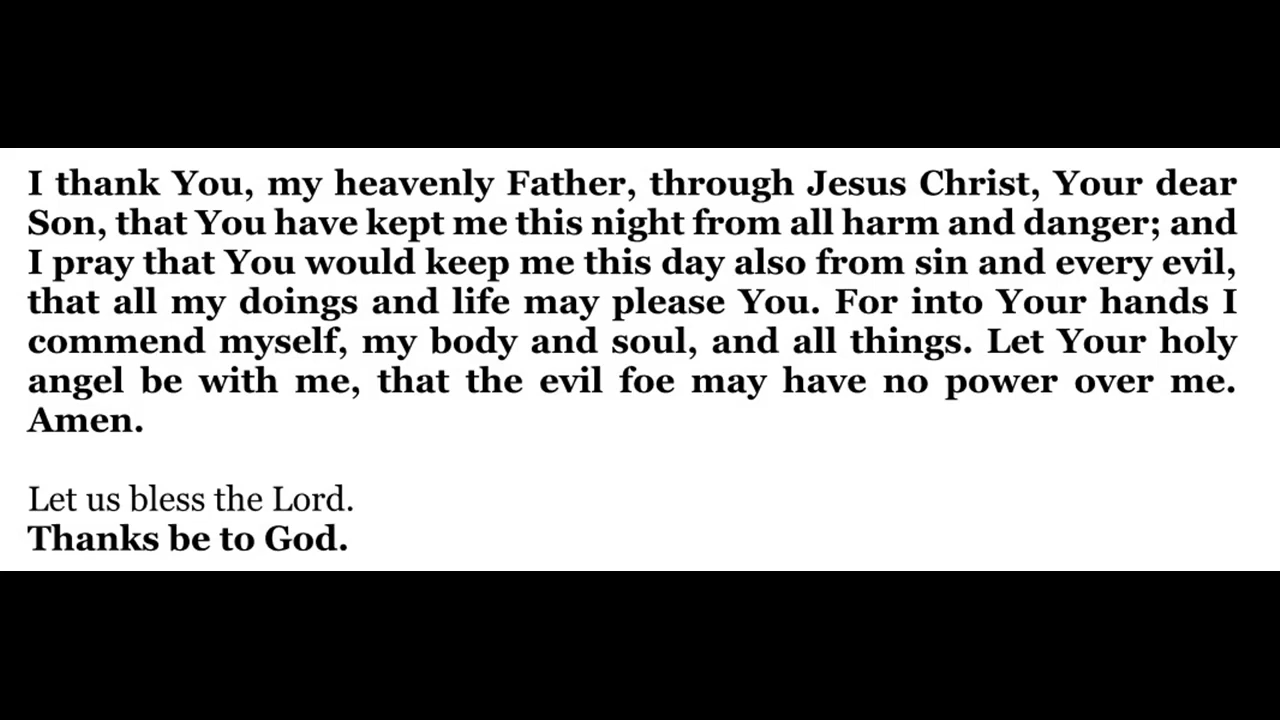 I thank You, my heavenly Father, through Jesus Christ, Your dear
Son, that You have kept me this night from all harm and danger; and
I pray that You would keep me this day also from sin and every evil,
that all my doings and life may please You. For into Your hands I
commend myself, my body and soul, and all things. Let Your holy
angel be with me, that the evil foe may have no power over me.
Amen.
Let us bless the Lord.
Thanks be to God.